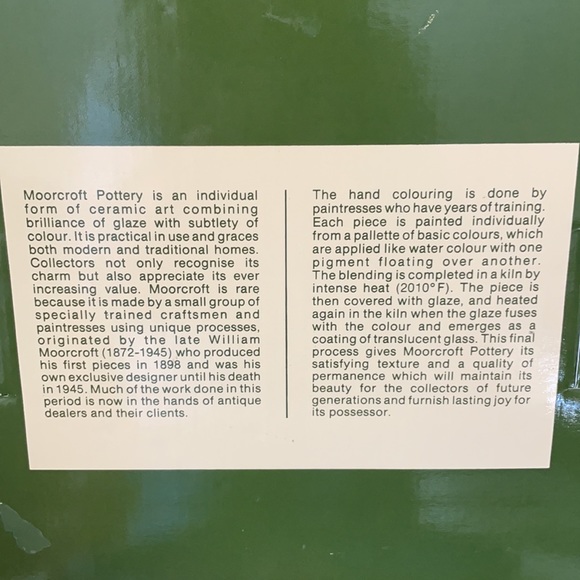 Moorcroft Pottery is an individual
form of ceramic art combining
brilliance of glaze with subtlety of
colour. It is practical in use and graces
both modern and traditional homes.
Collectors not only recognise its
charm but also appreciate its ever
increasing value. Moorcroft is rare
because it is made by a small group of
specially trained craftsmen and
paintresses using unique processes,
originated by the late William
Moorcroft (1872-1945) who produced
his first pieces in 1898 and was his
own exclusive designer until his death
in 1945. Much of the work done in this
period is now in the hands of antique
dealers and their clients.
The hand colouring is done by
paintresses who have years of training.
Each piece is painted individually
from a pallette of basic colours, which
are applied like water colour with one
pigment floating over another.
The blending is completed in a kiln by
intense heat (2010°F). The piece is
then covered with glaze, and heated
again in the kiln when the glaze fuses
with the colour and emerges as a
coating of translucent glass. This final
process gives Moorcroft Pottery its
satisfying texture and a quality of
permanence which will maintain its
beauty for the collectors of future
generations and furnish lasting joy for
its possessor.